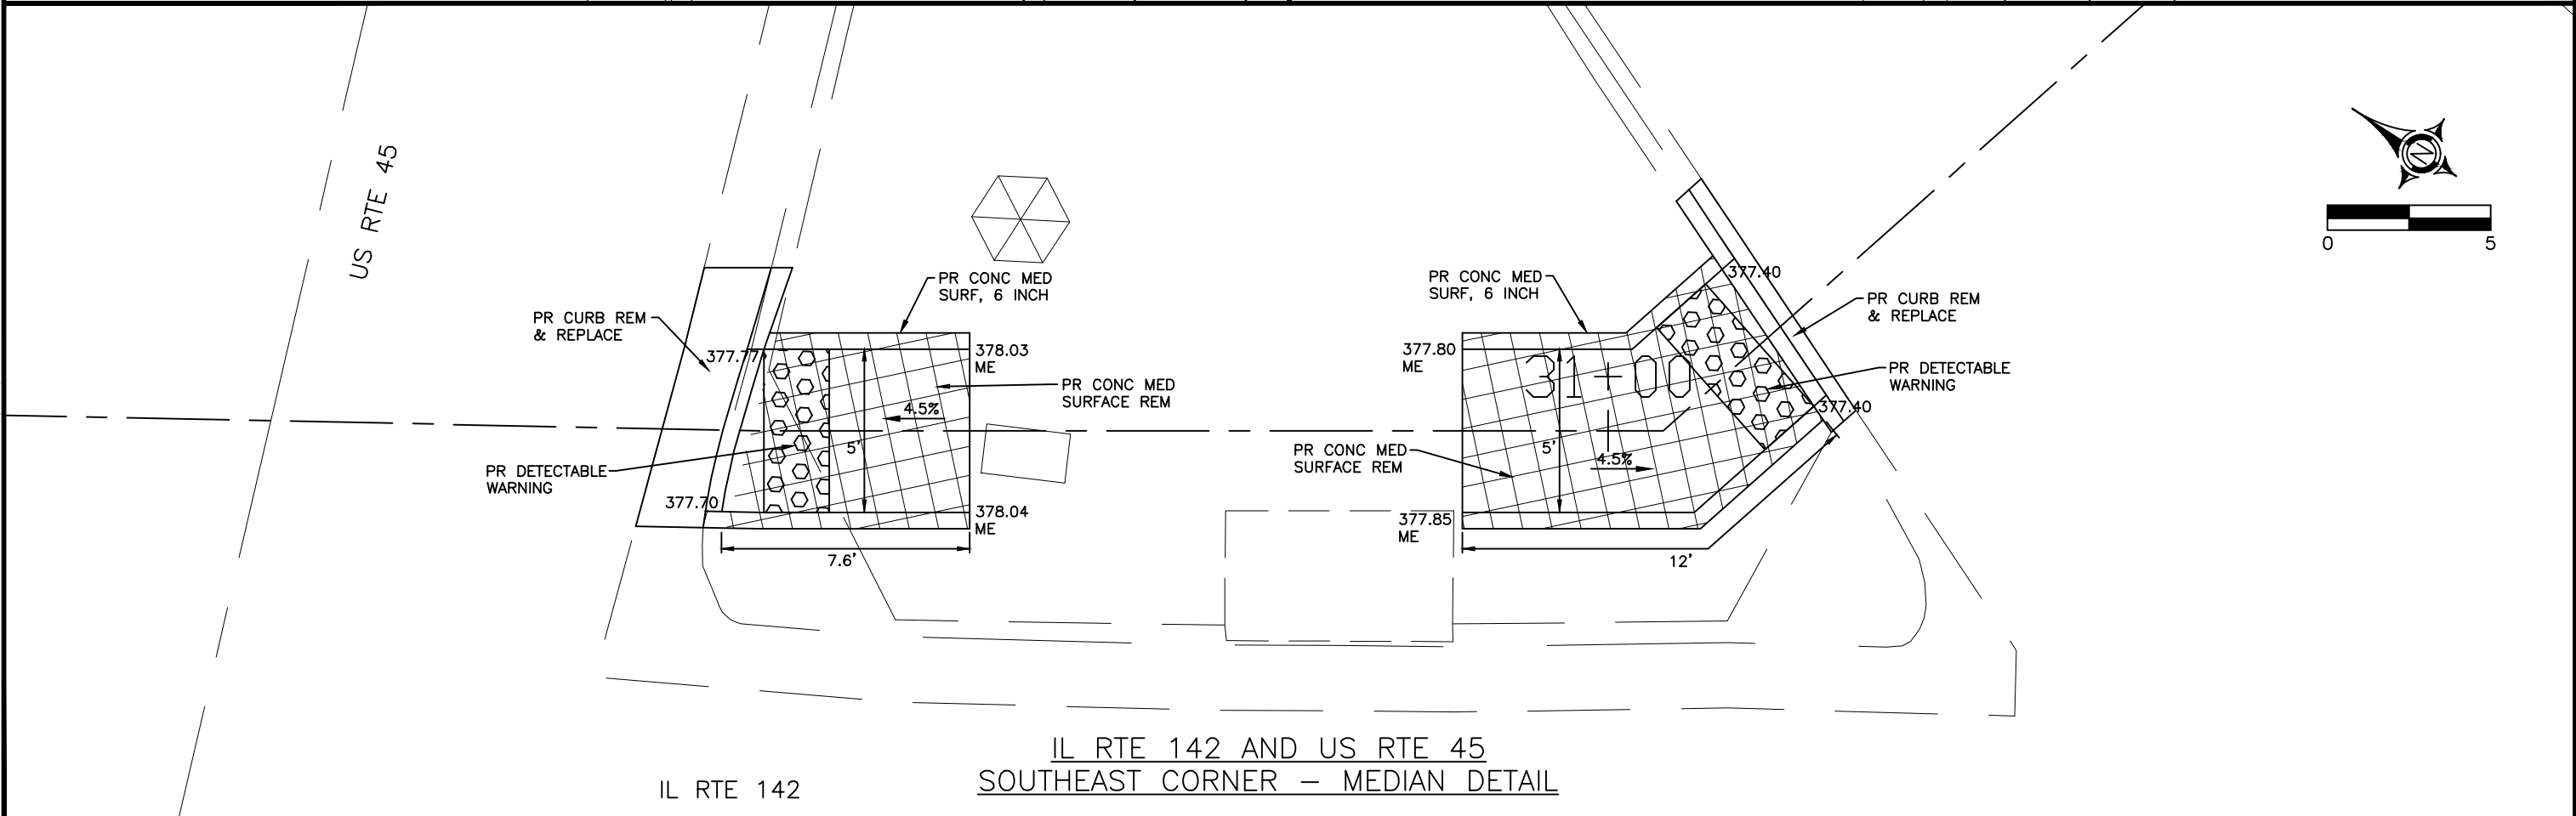 US RTE 45
N
0 5
PR CONC MED
SURF, 6 INCH
PR CURB REM
& REPLACE
377.77
378.03
ME
PR CONC MED
SURFACE REM
4.5%
5'
PR DETECTABLE
WARNING
377.70
378.04
ME
7.6'
PR CONC MED
SURF, 6 INCH
377.40
PR CURB REM
& REPLACE
377.80
ME
31+00
PR DETECTABLE
WARNING
377.40
PR CONC MED
SURFACE REM
5'
4.5%
377.85
ME
12'
IL RTE 142 AND US RTE 45
SOUTHEAST CORNER – MEDIAN DETAIL
IL RTE 142